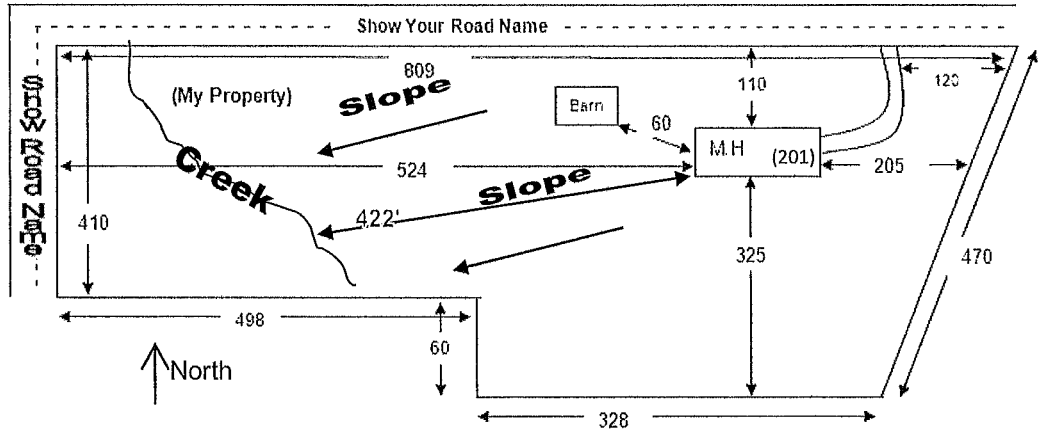 Show Your Road Name
Show Road Name
809
110
120
(My Property)
Slope
Barn
60
M.H
(201)
Creek
524
205
Slope
410
422'
325
470
498
60
North
328